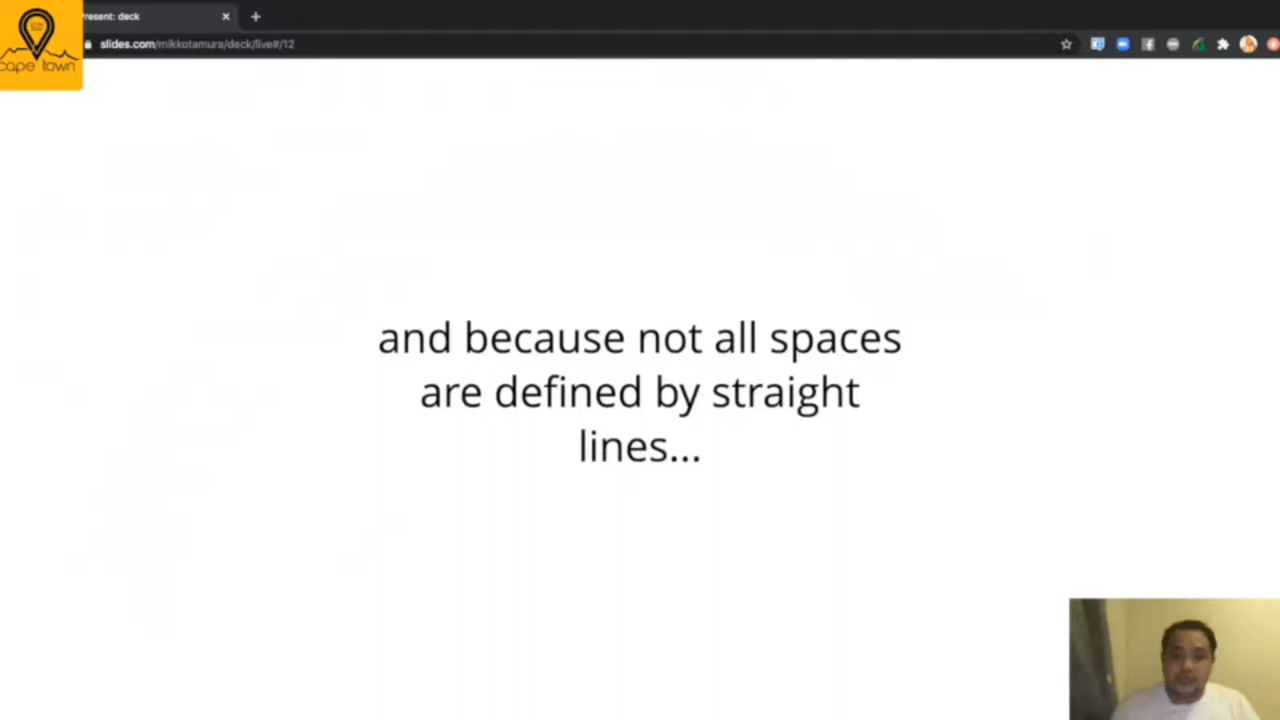 Present: deck
slides.com/mikkotamura/deck/live#/12
cape town
and because not all spaces
are defined by straight
lines...